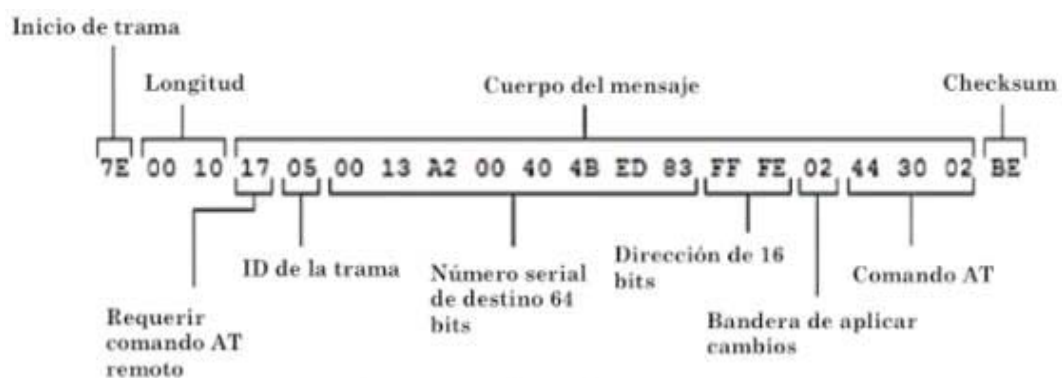 Inicio de trama
Longitud
Cuerpo del mensaje
Checksum
7E 00 10 17 05 00 13 A2 00 40 4B ED 83 FF FE 02 44 30 02 BE
ID de la trama
Número serial
de destino 64
bits
Dirección de 16
bits
Comando AT
Requerir
comando AT
remoto
Bandera de aplicar
cambios